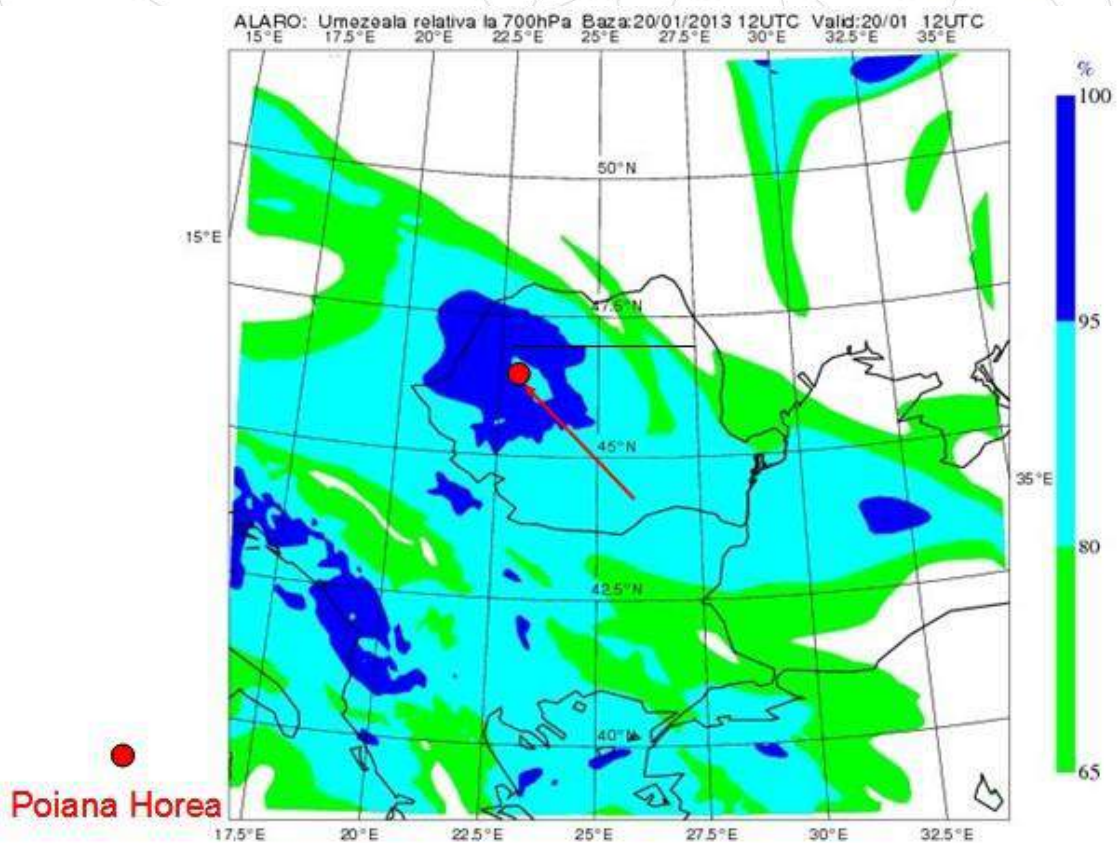 ALARO: Umezeala relativa la 700hPa Baza:20/01/2013 12UTC Valid:20/01 12UTC
15°E 17.5°E 20°E 22.5°E 25°E 27.5°E 30°E 32.5°E 35°E
%
100
50°N
15°E
47.5°N
95
45°N
35°E
80
42.5°N
40°N
65
Poiana Horea
17.5°E 20°E 22.5°E 25°E 27.5°E 30°E 32.5°E